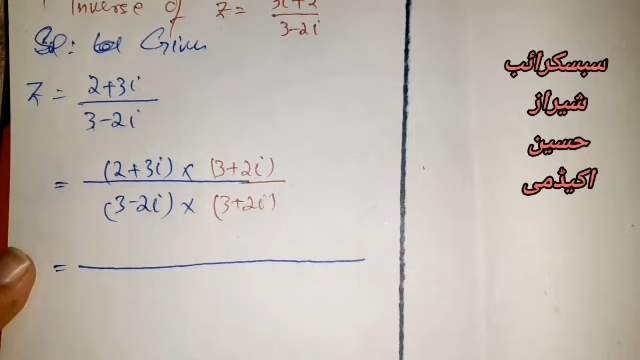 Inverse of Z = 3i+2 / 3-2i
Sol: Given
Z = 2+3i / 3-2i
= (2+3i) × (3+2i) / (3-2i) × (3+2i)
=
سبسکرائب
شیراز
حسین
اکیڈمی